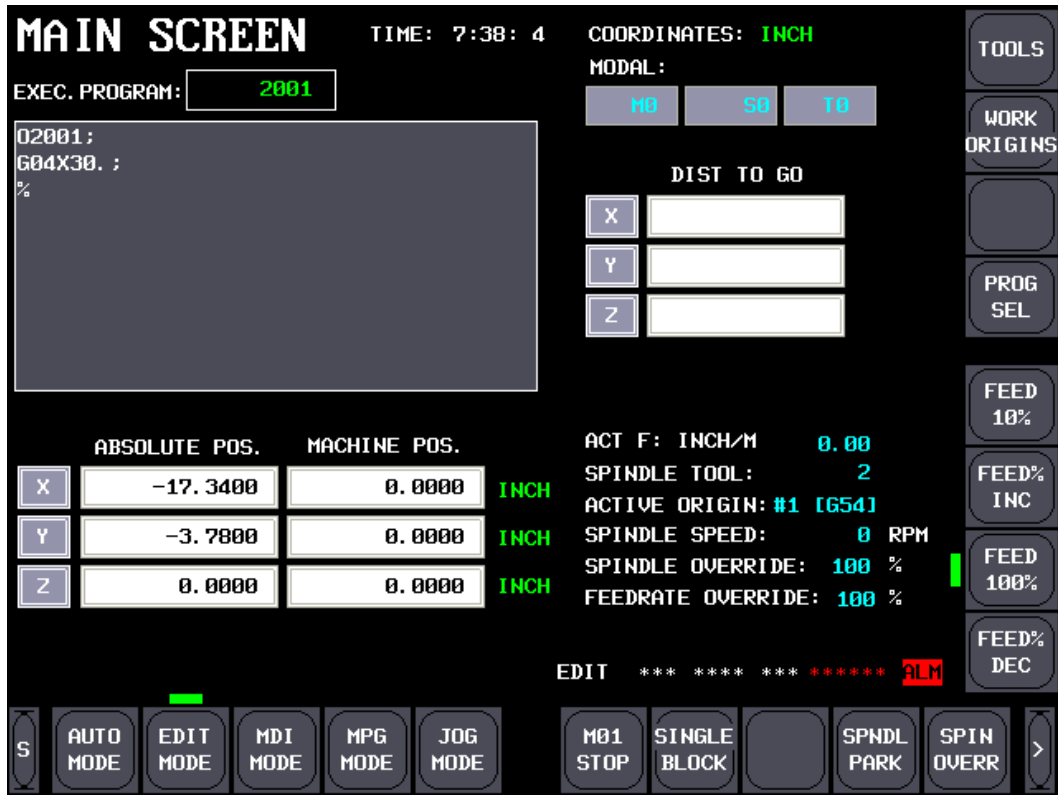 MAIN SCREEN
TIME: 7:38: 4
COORDINATES: INCH
MODAL:
M0 S0 T0
EXEC.PROGRAM: 2001
O2001;
G04X30.;
%
DIST TO GO
X
Y
Z
ABSOLUTE POS. MACHINE POS.
X -17.3400 0.0000 INCH
Y -3.7800 0.0000 INCH
Z 0.0000 0.0000 INCH
ACT F: INCH/M 0.00
SPINDLE TOOL: 2
ACTIVE ORIGIN: #1 [G54]
SPINDLE SPEED: 0 RPM
SPINDLE OVERRIDE: 100 %
FEEDRATE OVERRIDE: 100 %
EDIT *** **** *** ****** ALM
TOOLS
WORK
ORIGINS
PROG
SEL
FEED
10%
FEED%
INC
FEED
100%
FEED%
DEC
S
AUTO
MODE
EDIT
MODE
MDI
MODE
MPG
MODE
JOG
MODE
M01
STOP
SINGLE
BLOCK
SPNDL
PARK
SPIN
OVERR
>